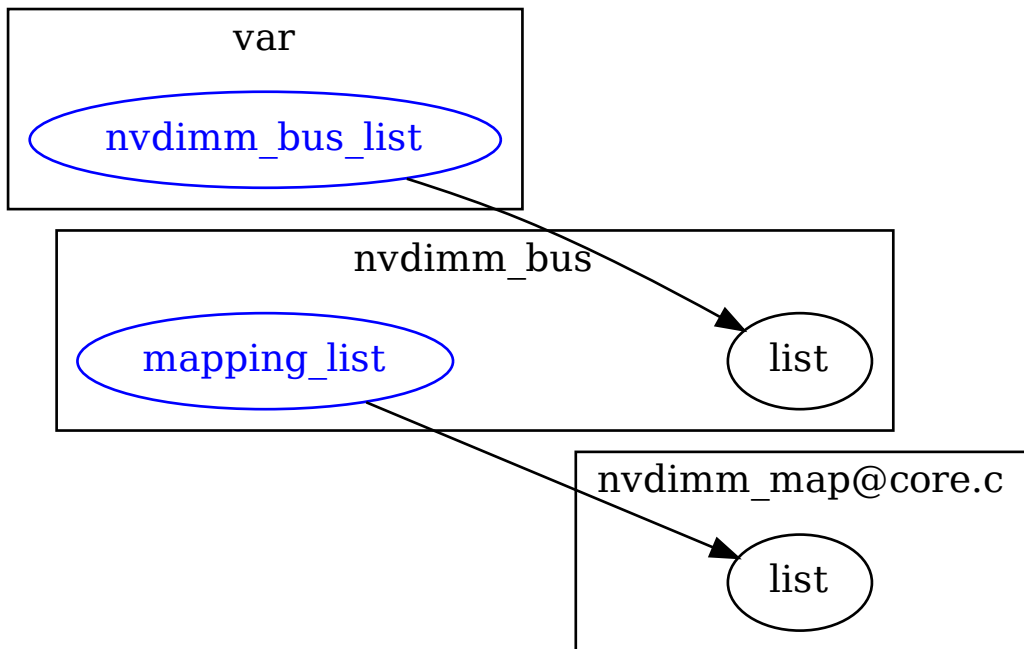 var
nvdimm_bus_list
nvdimm_bus
mapping_list
list
nvdimm_map@core.c
list